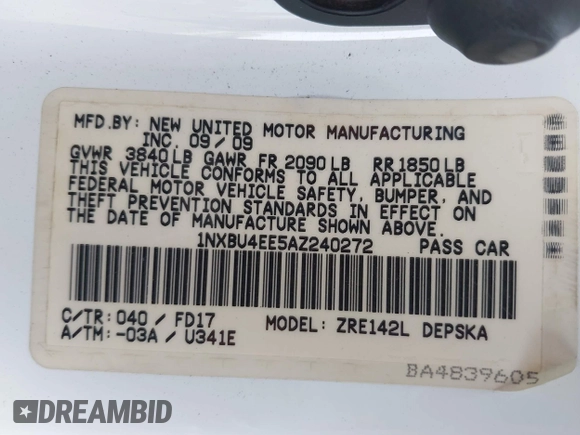 MFD.BY: NEW UNITED MOTOR MANUFACTURING
INC. 09/09
GVWR 3840LB GAWR FR 2090LB RR1850LB
THIS VEHICLE CONFORMS TO ALL APPLICABLE
FEDERAL MOTOR VEHICLE SAFETY, BUMPER, AND
THEFT PREVENTION STANDARDS IN EFFECT ON
THE DATE OF MANUFACTURE SHOWN ABOVE.
1NXBU4EE5AZ240272 PASS CAR
C/TR: 040 / FD17 MODEL: ZRE142L DEPSKA
A/TM: -03A / U341E
BA4839605
DREAMBID